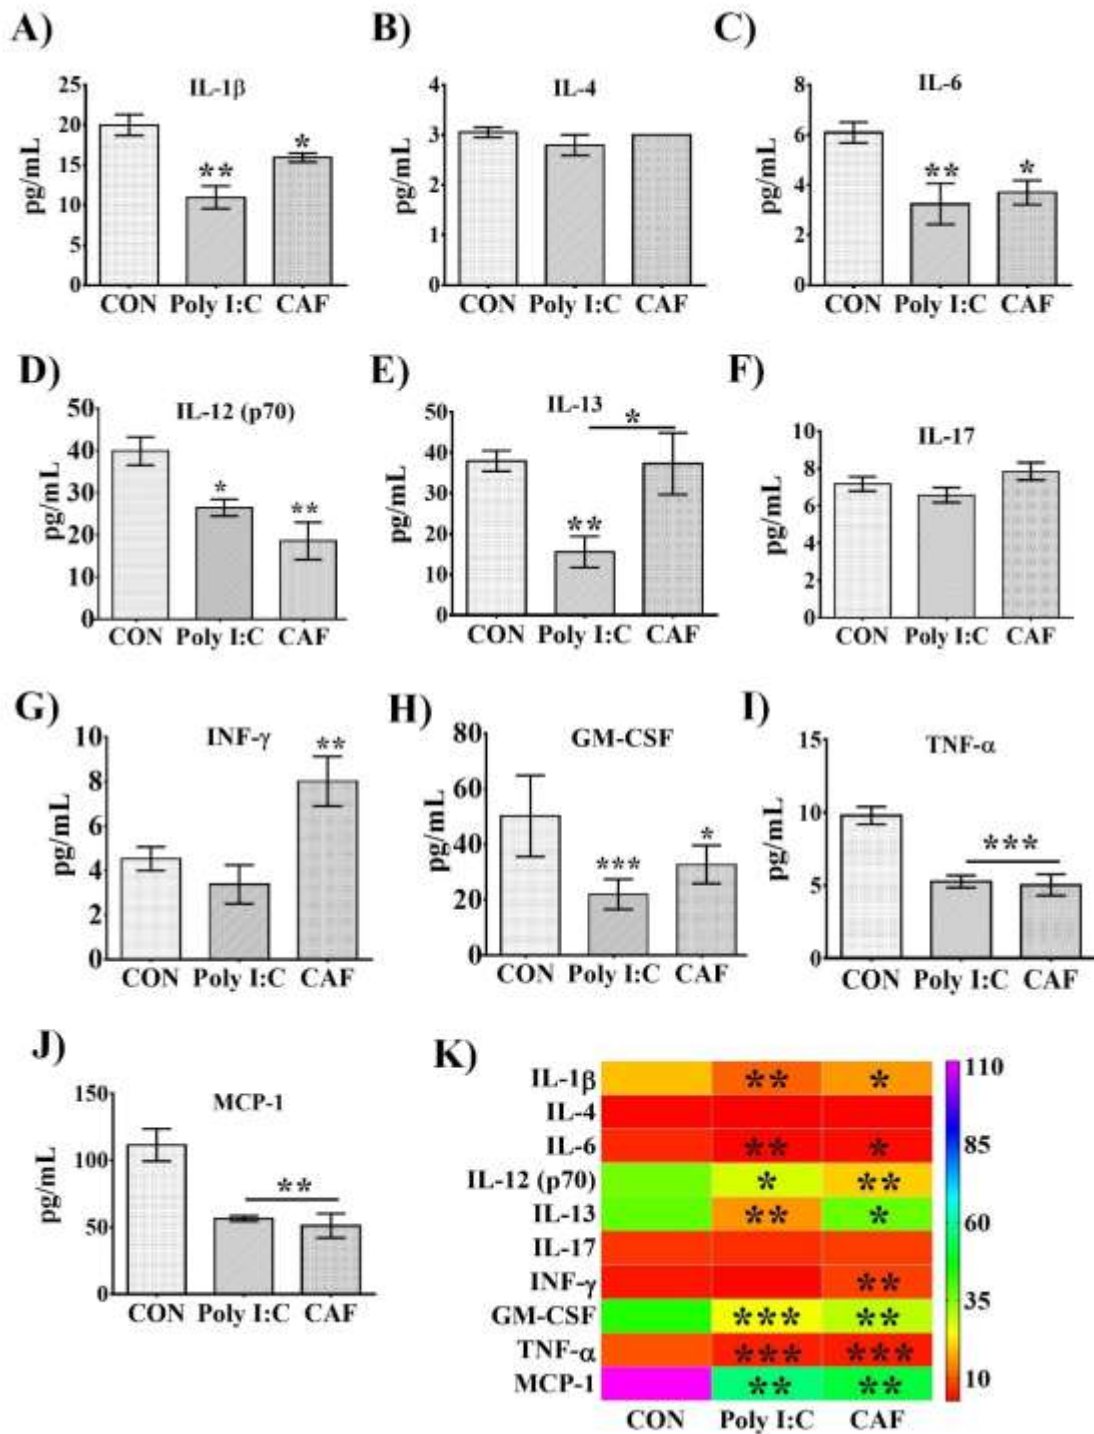 A)
IL-1β
pg/mL
25
20
15
10
5
0
**
*
CON Poly I:C CAF
B)
IL-4
pg/mL
4
3
2
1
0
CON Poly I:C CAF
C)
IL-6
pg/mL
8
6
4
2
0
**
*
CON Poly I:C CAF
D)
IL-12 (p70)
pg/mL
50
40
30
20
10
0
*
**
CON Poly I:C CAF
E)
IL-13
pg/mL
50
40
30
20
10
0
*
**
CON Poly I:C CAF
F)
IL-17
pg/mL
10
8
6
4
2
0
CON Poly I:C CAF
G)
INF-γ
pg/mL
10
8
6
4
2
0
**
CON Poly I:C CAF
H)
GM-CSF
pg/mL
80
60
40
20
0
***
*
CON Poly I:C CAF
I)
TNF-α
pg/mL
15
10
5
0
***
CON Poly I:C CAF
J)
MCP-1
pg/mL
150
100
50
0
**
CON Poly I:C CAF
K)
IL-1β ** *
IL-4
IL-6 ** *
IL-12 (p70) * **
IL-13 ** *
IL-17
INF-γ **
GM-CSF *** **
TNF-α *** ***
MCP-1 ** **
CON Poly I:C CAF
110
85
60
35
10